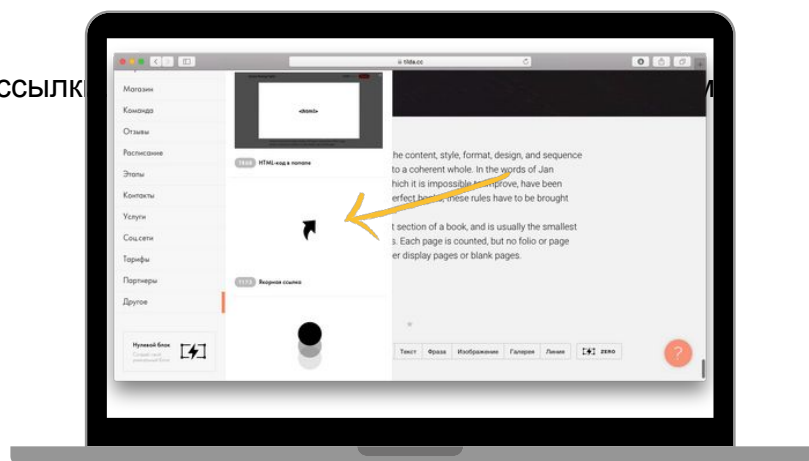 tilda.cc
ссылк
м
Магазин
Команда
Отзывы
Расписание
Этапы
Контакты
Услуги
Соц.сети
Тарифы
Партнеры
Другое
Нулевой блок
<HTML>
HTML-код в попапе
T173 Якорная ссылка
he content, style, format, design, and sequence
to a coherent whole. In the words of Jan
hich it is impossible to improve, have been
erfect books, these rules have to be brought
t section of a book, and is usually the smallest
s. Each page is counted, but no folio or page
er display pages or blank pages.
Текст Фраза Изображение Галерея Линия ZERO
?